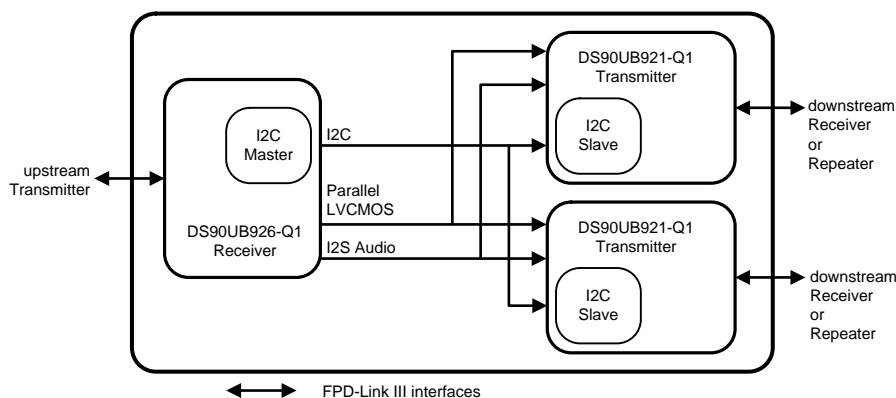 upstream
Transmitter
I2C
Master
DS90UB926-Q1
Receiver
I2C
Parallel
LVCMOS
I2S Audio
DS90UB921-Q1
Transmitter
I2C
Slave
downstream
Receiver
or
Repeater
DS90UB921-Q1
Transmitter
I2C
Slave
downstream
Receiver
or
Repeater
FPD-Link III interfaces